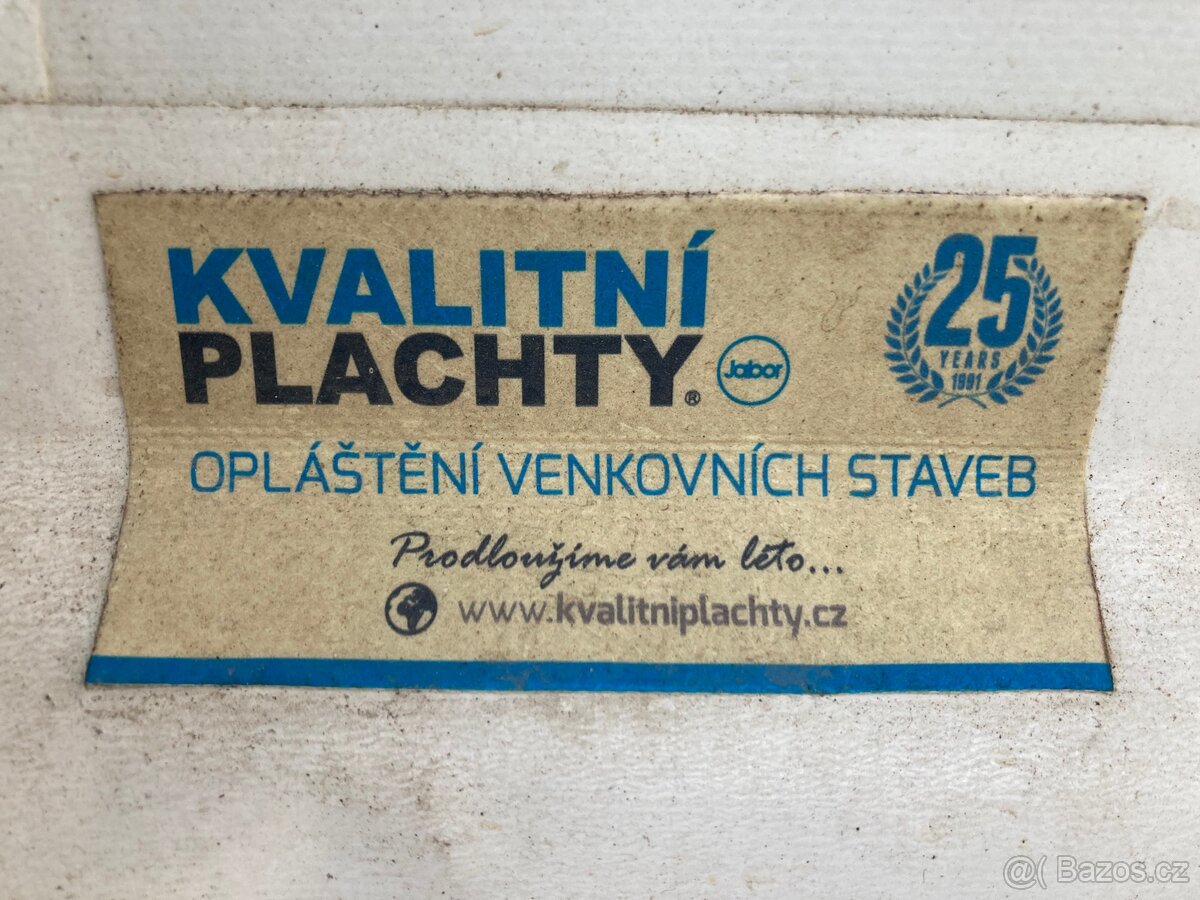 KVALITNÍ
PLACHTY®
Jabor
25
YEARS
1991
OPLÁŠTĚNÍ VENKOVNÍCH STAVEB
Prodloužíme vám léto...
www.kvalitniplachty.cz
@( Bazos.cz